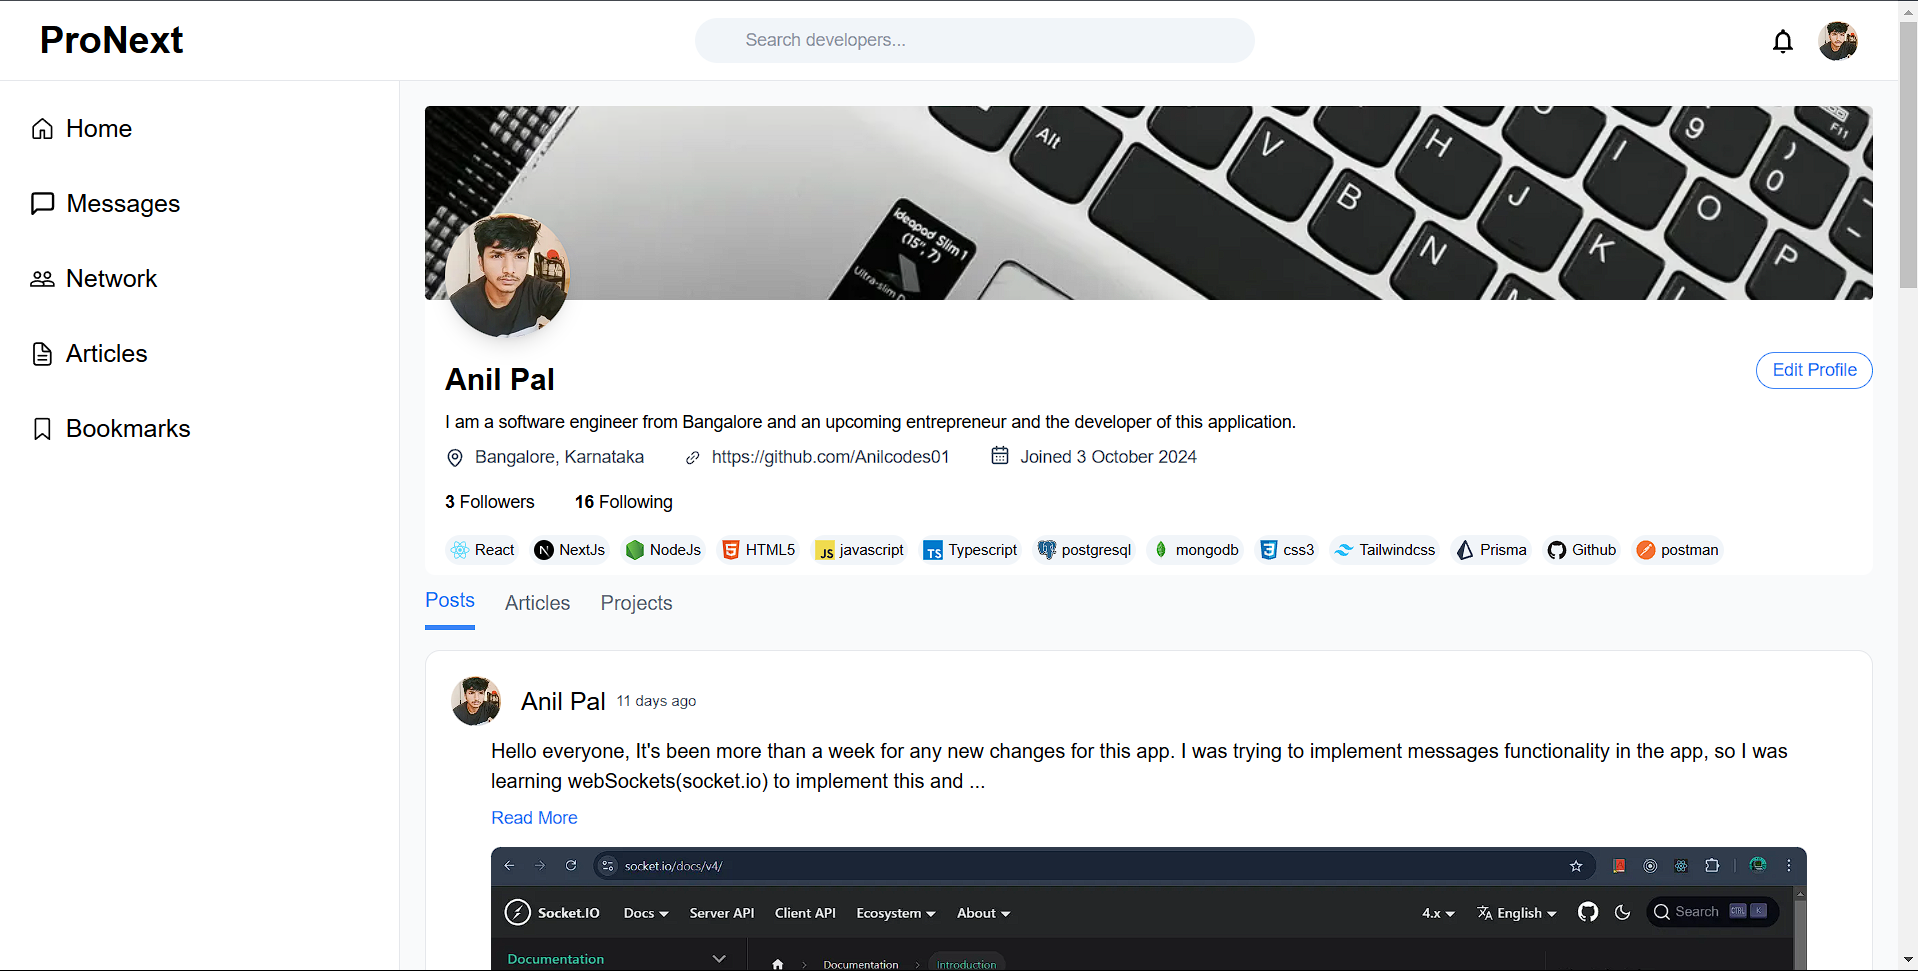 ProNext
Search developers...
Home
Messages
Network
Articles
Bookmarks
Alt
V
B
N
H
J
K
I
O
P
9
)
0
F11
ideapad Slim 1
(15", 7)
Ultra-slim
Anil Pal
Edit Profile
I am a software engineer from Bangalore and an upcoming entrepreneur and the developer of this application.
Bangalore, Karnataka https://github.com/Anilcodes01 Joined 3 October 2024
3 Followers 16 Following
React N NextJs NodeJs HTML5 JS javascript TS Typescript postgresql mongodb css3 Tailwindcss Prisma Github postman
Posts Articles Projects
Anil Pal 11 days ago
Hello everyone, It's been more than a week for any new changes for this app. I was trying to implement messages functionality in the app, so I was
learning webSockets(socket.io) to implement this and ...
Read More
socket.io/docs/v4/
Socket.IO Docs Server API Client API Ecosystem About 4.x English Search CTRL K
Documentation Documentation Introduction